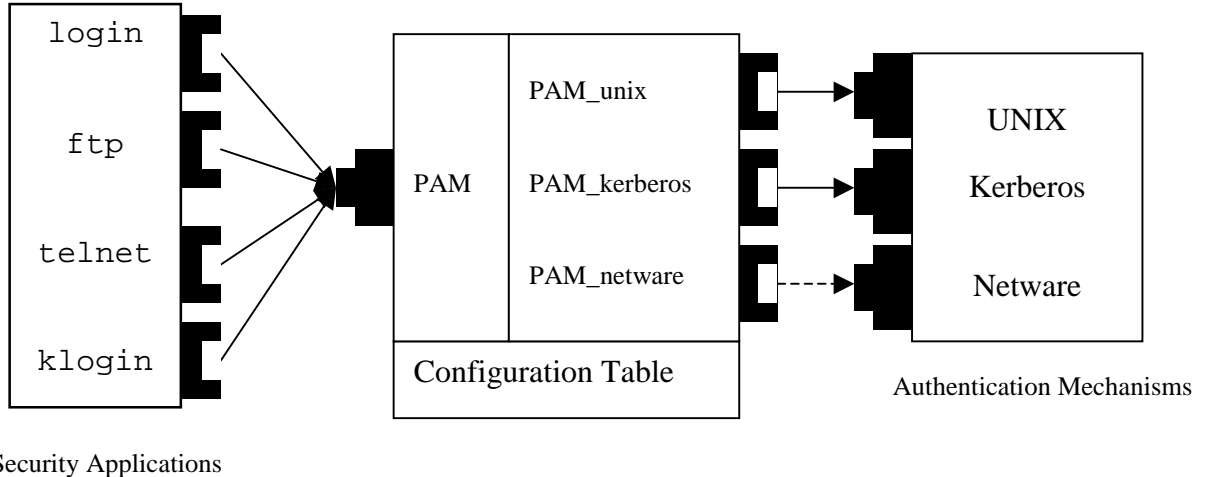 login
ftp
telnet
klogin
Security Applications
PAM
PAM_unix
PAM_kerberos
PAM_netware
Configuration Table
UNIX
Kerberos
Netware
Authentication Mechanisms